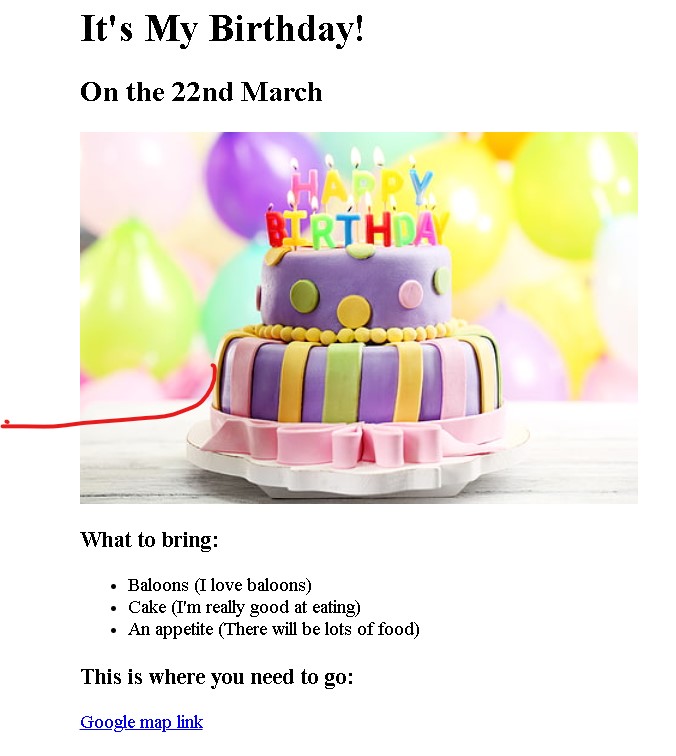 It's My Birthday!
On the 22nd March
HAPPY
BIRTHDAY
What to bring:
Baloons (I love baloons)
Cake (I'm really good at eating)
An appetite (There will be lots of food)
This is where you need to go:
Google map link